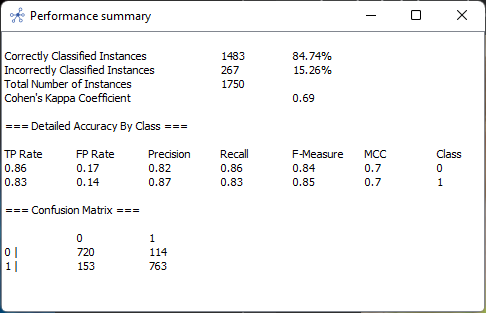 Performance summary
Correctly Classified Instances 1483 84.74%
Incorrectly Classified Instances 267 15.26%
Total Number of Instances 1750
Cohen's Kappa Coefficient 0.69
=== Detailed Accuracy By Class ===
TP Rate FP Rate Precision Recall F-Measure MCC Class
0.86 0.17 0.82 0.86 0.84 0.7 0
0.83 0.14 0.87 0.83 0.85 0.7 1
=== Confusion Matrix ===
0 1
0 | 720 114
1 | 153 763